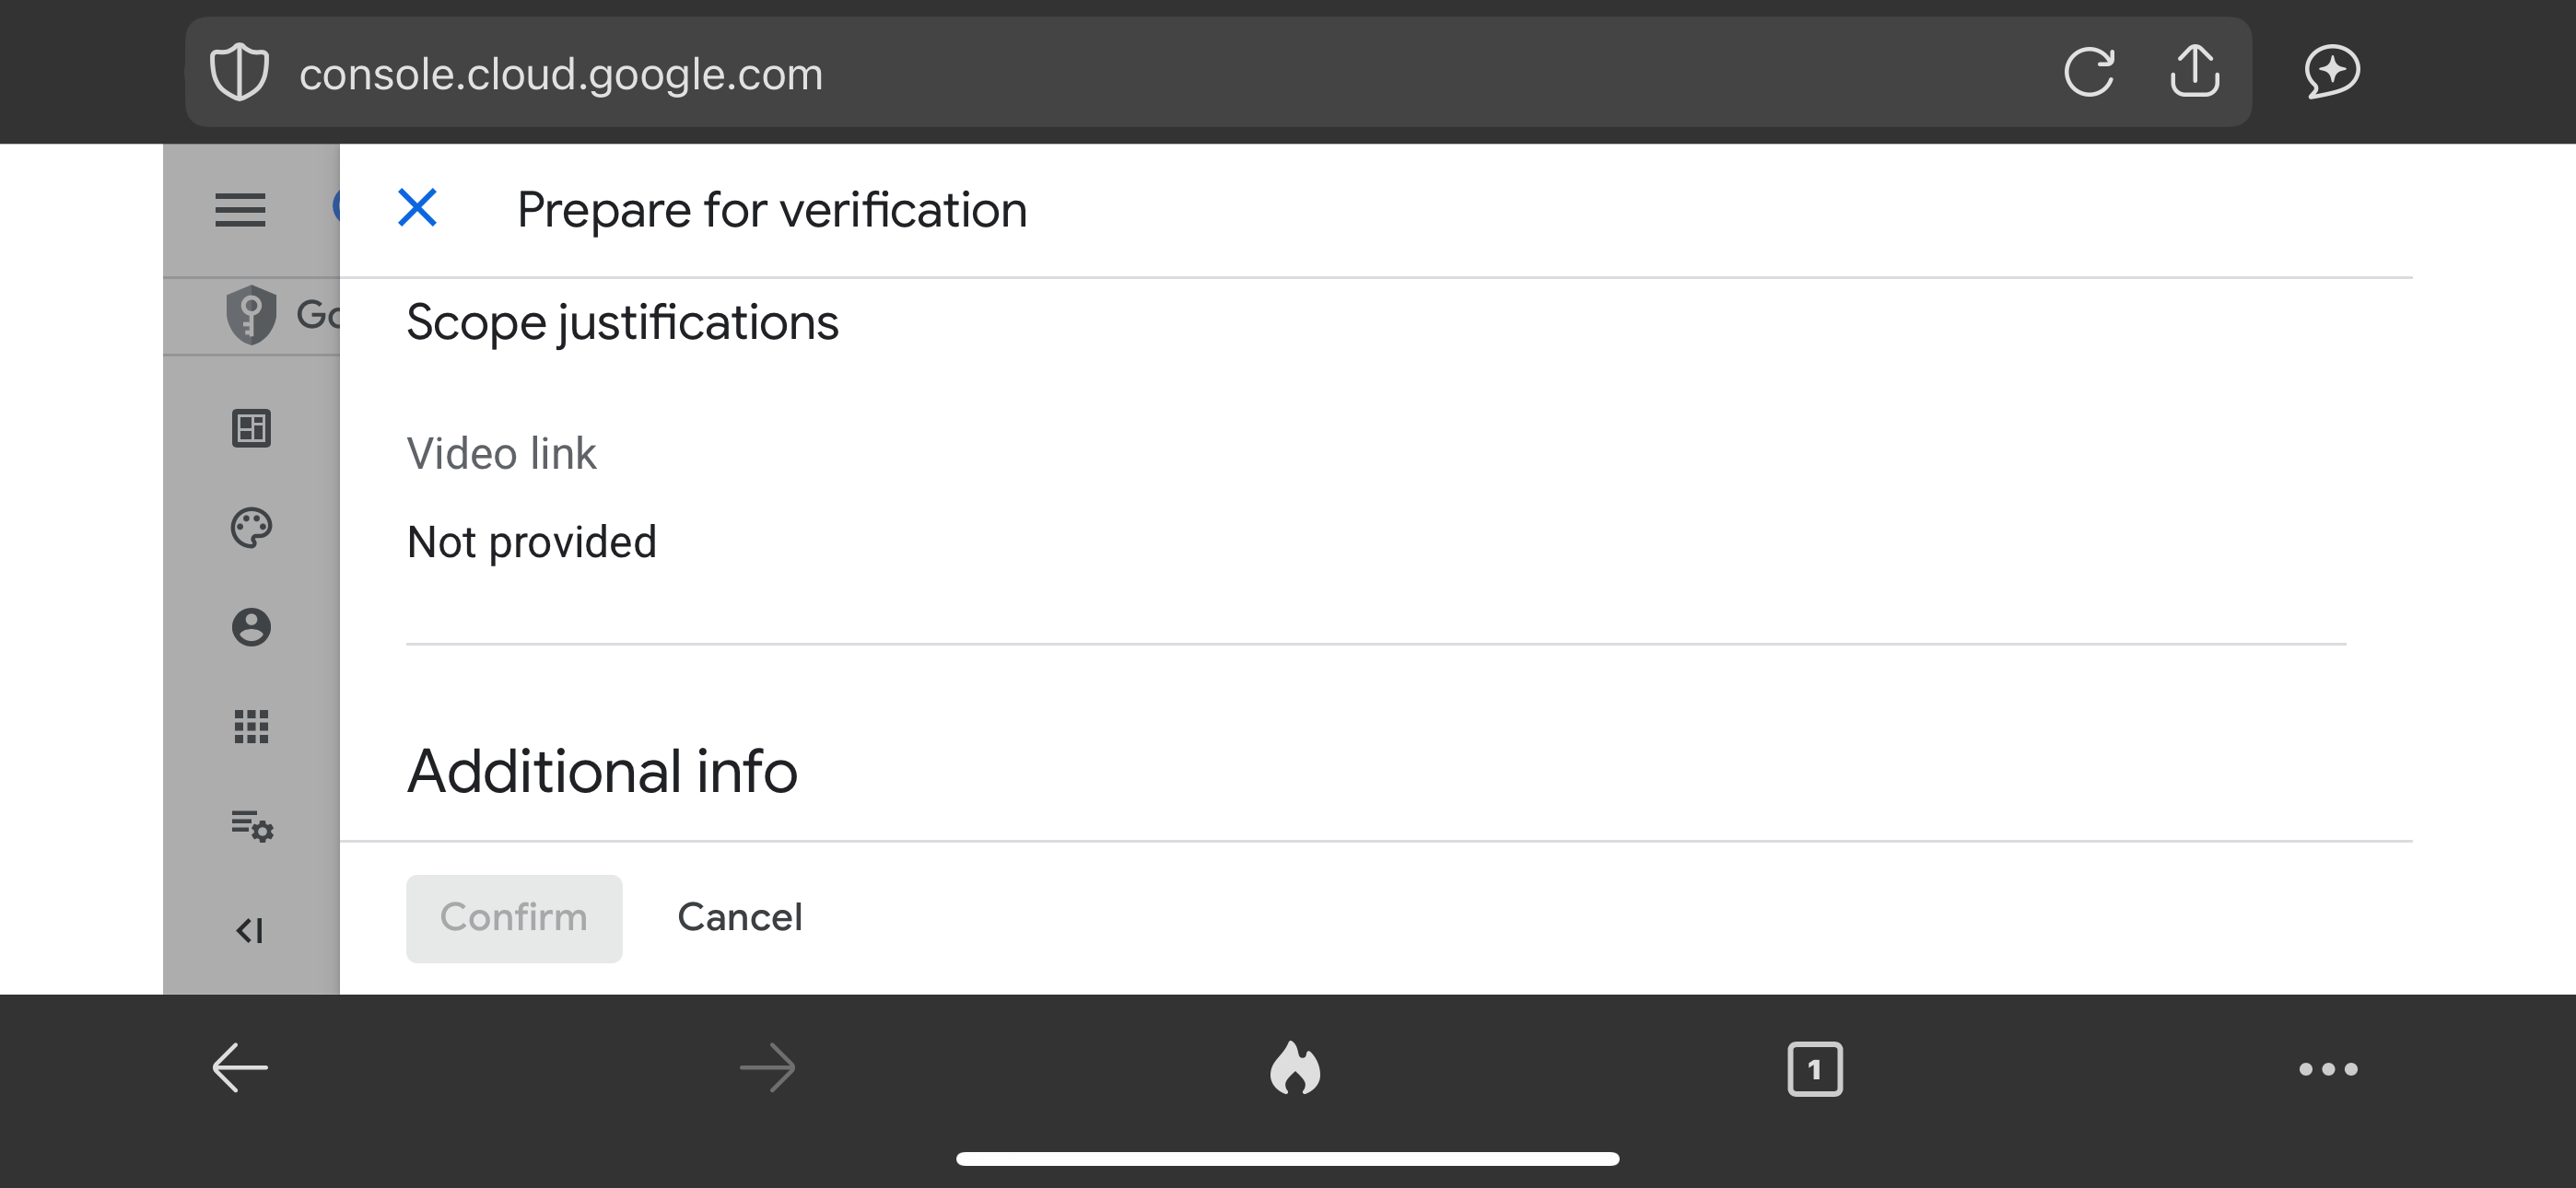 console.cloud.google.com
Prepare for verification
Go
Scope justifications
Video link
Not provided
Additional info
Confirm
Cancel
1